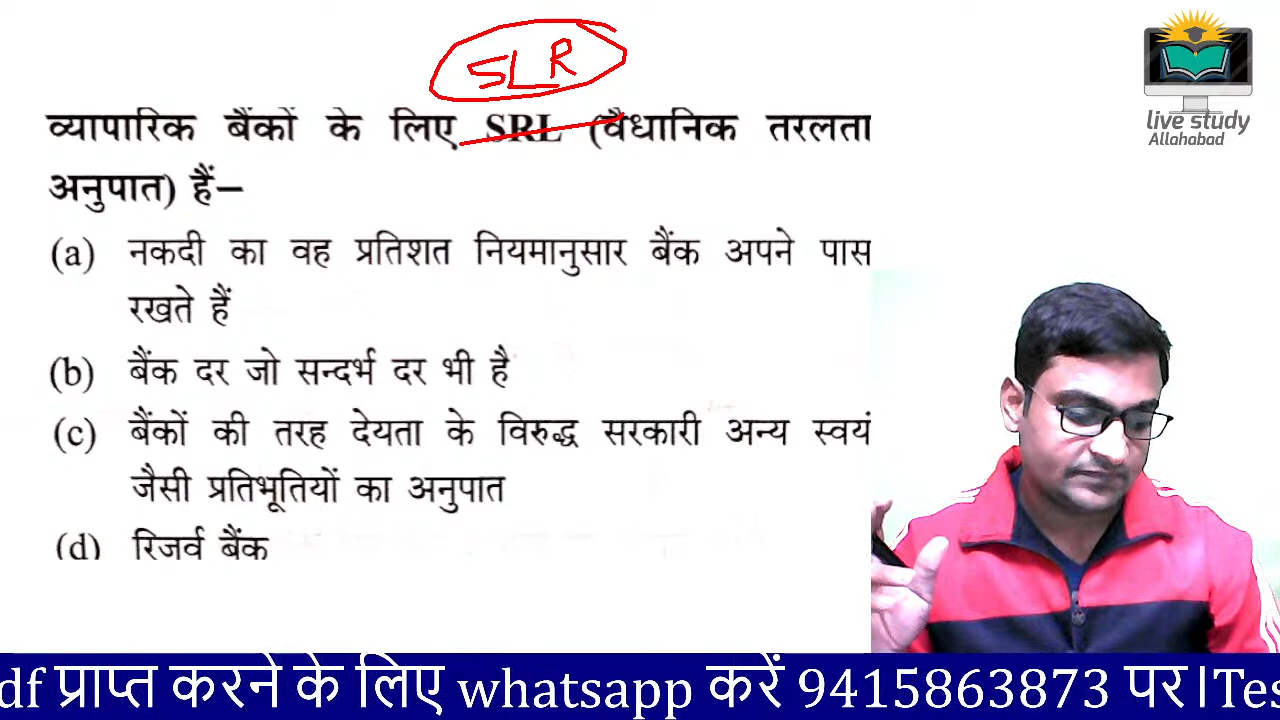 SLR
live study
Allahabad
व्यापारिक बैंकों के लिए SRL (वैधानिक तरलता
अनुपात) हैं–
(a) नकदी का वह प्रतिशत नियमानुसार बैंक अपने पास
रखते हैं
(b) बैंक दर जो सन्दर्भ दर भी है
(c) बैंकों की तरह देयता के विरुद्ध सरकारी अन्य स्वयं
जैसी प्रतिभूतियों का अनुपात
(d) रिजर्व बैंक
df प्राप्त करने के लिए whatsapp करें 9415863873 पर।Tes